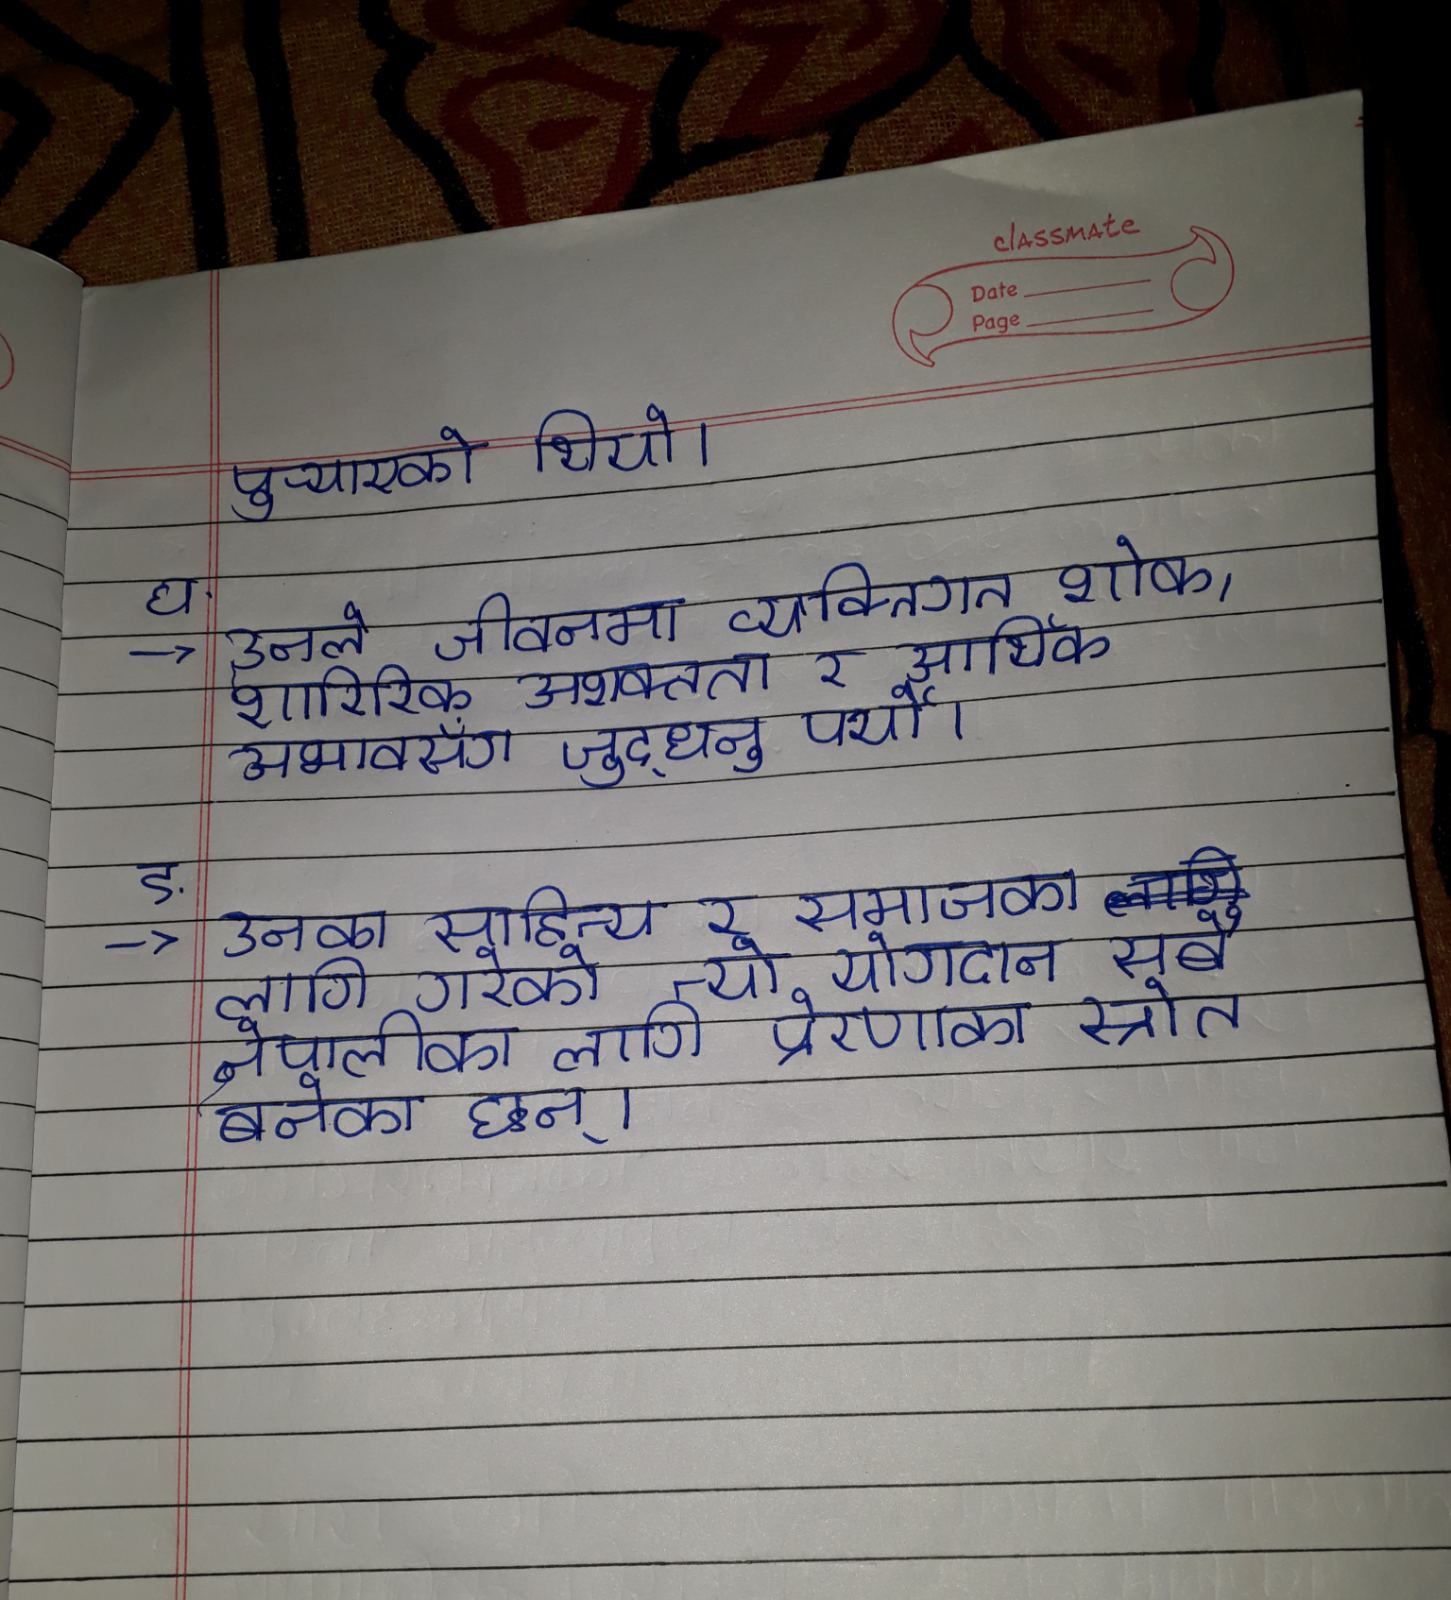 classmate
Date
Page
पुऱ्याएको थियो।
घ.
→ उनले जीवनमा व्यक्तिगत शोक,
शारिरिक अशक्तता र आर्थिक
अभावसँग जुद्धनु पर्यो।
ङ.
→ उनका साहित्य र समाजका
लागि गरेको त्यो योगदान सबै
नेपालीका लागि प्रेरणाका स्त्रोत
बनेका छन्।